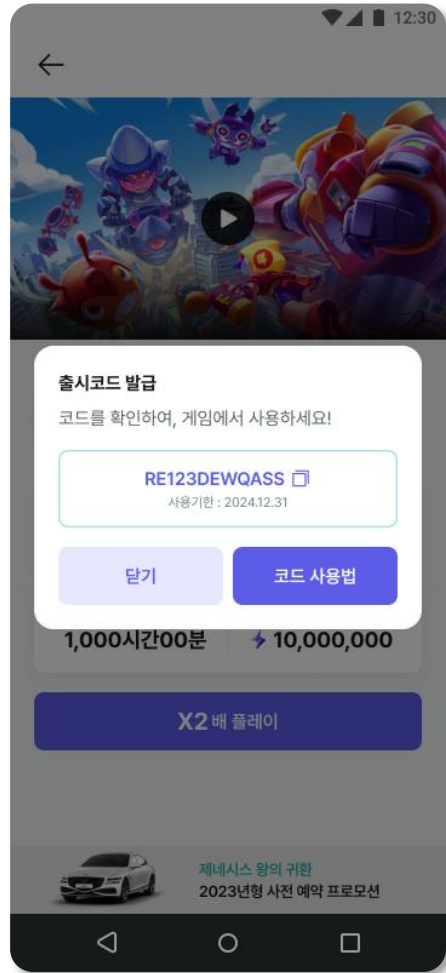 12:30
출시코드 발급
코드를 확인하여, 게임에서 사용하세요!
RE123DEWQASS
사용기한 : 2024.12.31
닫기 코드 사용법
1,000시간00분 10,000,000
X2 배 플레이
제네시스 왕의 귀환
2023년형 사전 예약 프로모션